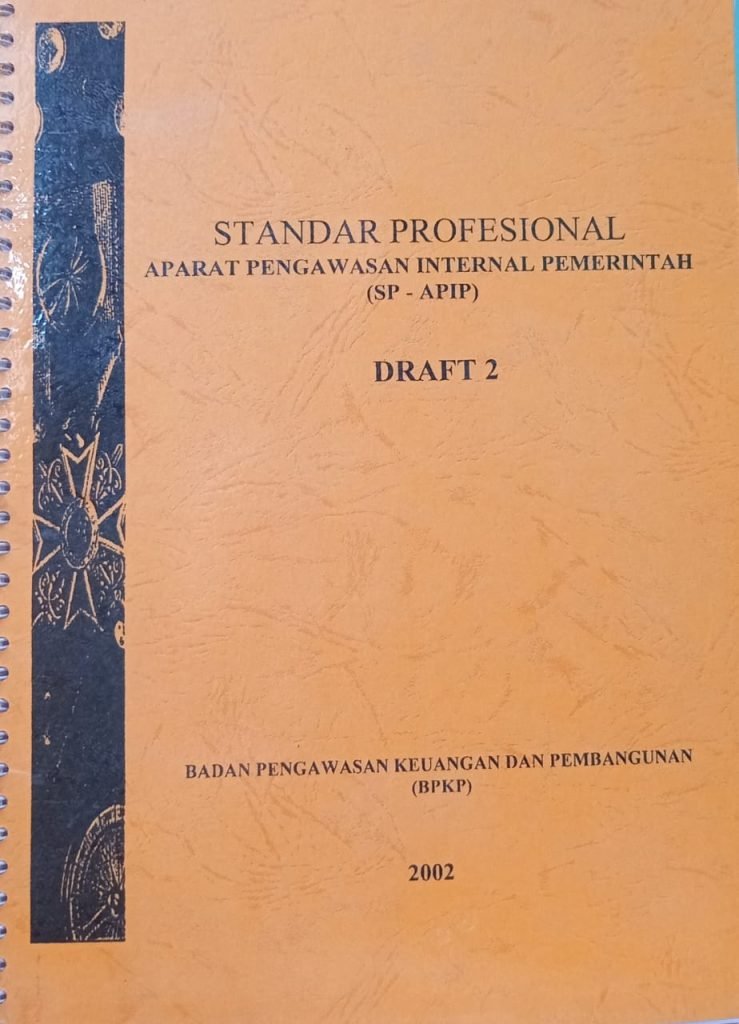 STANDAR PROFESIONAL
APARAT PENGAWASAN INTERNAL PEMERINTAH
(SP - APIP)
DRAFT 2
BADAN PENGAWASAN KEUANGAN DAN PEMBANGUNAN
(BPKP)
2002